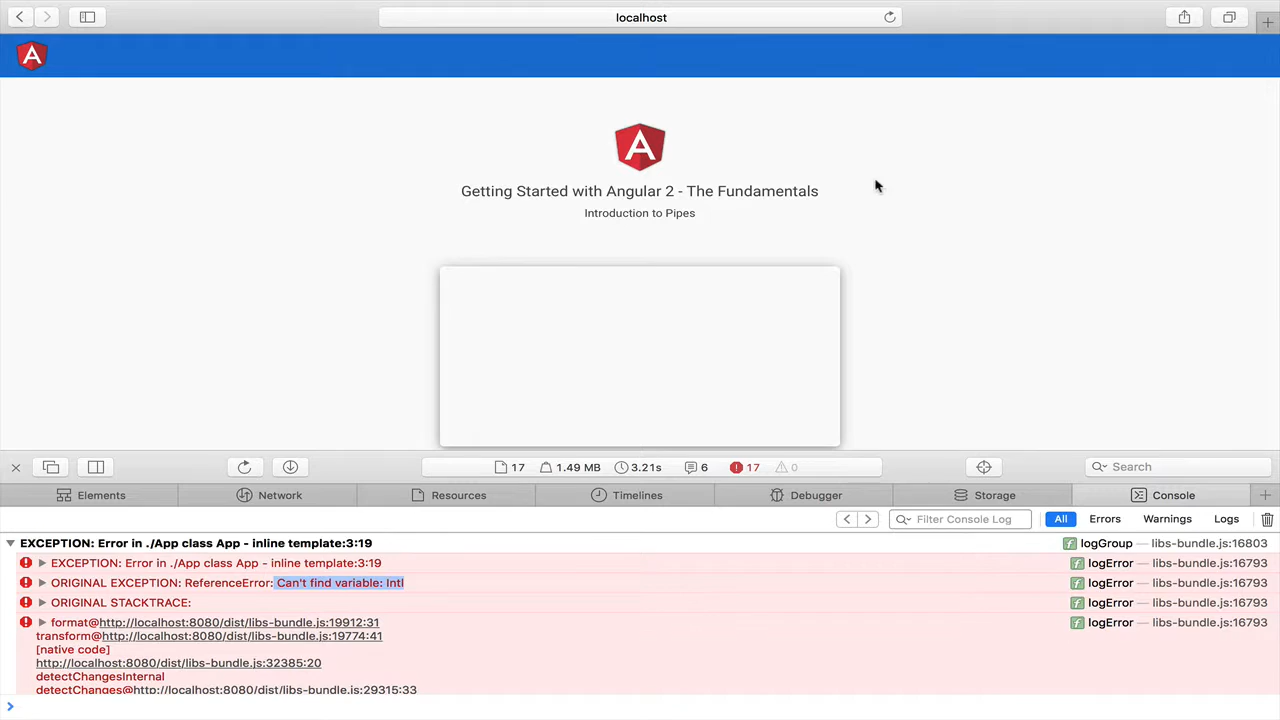 localhost
Getting Started with Angular 2 - The Fundamentals
Introduction to Pipes
17 1.49 MB 3.21s 6 17 0 Search
Elements Network Resources Timelines Debugger Storage Console
Filter Console Log All Errors Warnings Logs
EXCEPTION: Error in ./App class App - inline template:3:19 logGroup — libs-bundle.js:16803
EXCEPTION: Error in ./App class App - inline template:3:19 logError — libs-bundle.js:16793
ORIGINAL EXCEPTION: ReferenceError: Can't find variable: Intl logError — libs-bundle.js:16793
ORIGINAL STACKTRACE: logError — libs-bundle.js:16793
format@http://localhost:8080/dist/libs-bundle.js:19912:31 logError — libs-bundle.js:16793
transform@http://localhost:8080/dist/libs-bundle.js:19774:41
[native code]
http://localhost:8080/dist/libs-bundle.js:32385:20
detectChangesInternal
detectChanges@http://localhost:8080/dist/libs-bundle.js:29315:33